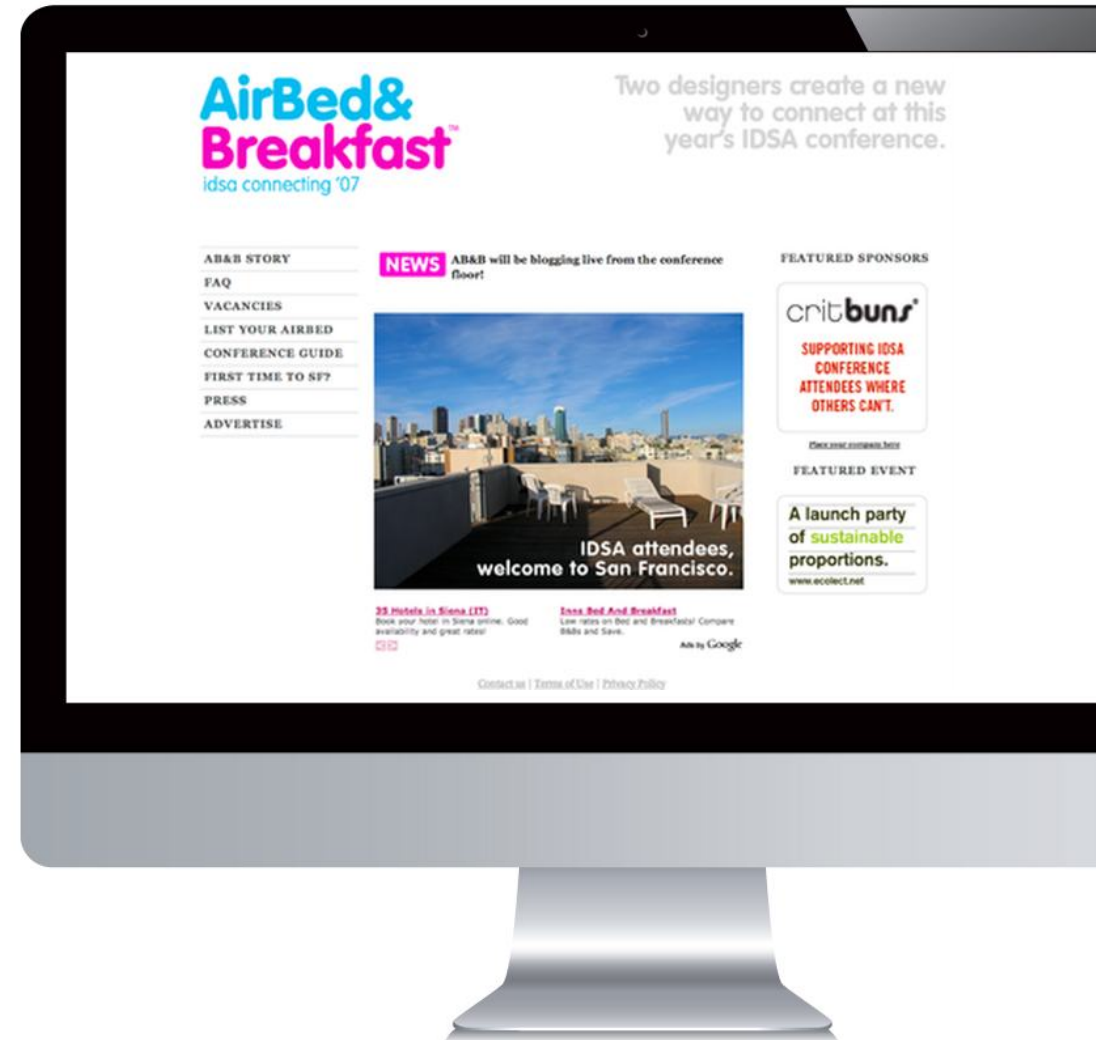 AirBed&
Breakfast™
idsa connecting '07
Two designers create a new
way to connect at this
year's IDSA conference.
AB&B STORY
FAQ
VACANCIES
LIST YOUR AIRBED
CONFERENCE GUIDE
FIRST TIME TO SF?
PRESS
ADVERTISE
NEWS AB&B will be blogging live from the conference
floor!
IDSA attendees,
welcome to San Francisco.
35 Hotels in Siena (IT)
Book your hotel in Siena online. Good
availability and great rates!
Inns Bed And Breakfast
Low rates on Bed and Breakfasts! Compare
B&Bs and Save.
Ads by Google
FEATURED SPONSORS
critbuns®
SUPPORTING IDSA
CONFERENCE
ATTENDEES WHERE
OTHERS CAN'T.
Place your company here
FEATURED EVENT
A launch party
of sustainable
proportions.
www.ecolect.net
Contact us | Terms of Use | Privacy Policy